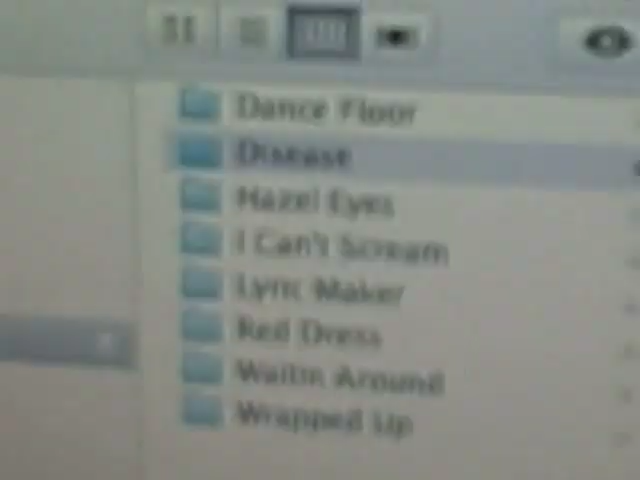 Dance Floor
Disease
Hazel Eyes
I Can't Scream
Lyric Maker
Red Dress
Waitin Around
Wrapped Up